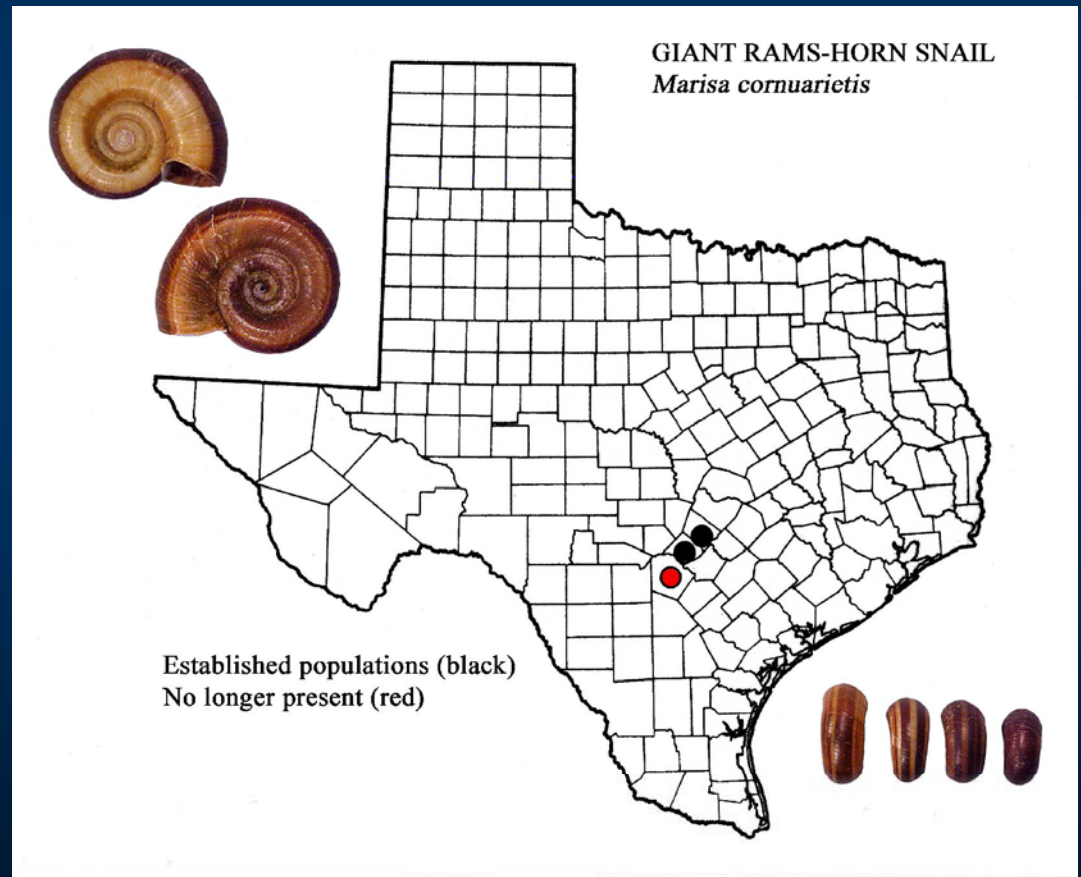 GIANT RAMS-HORN SNAIL
Marisa cornuarietis
Established populations (black)
No longer present (red)